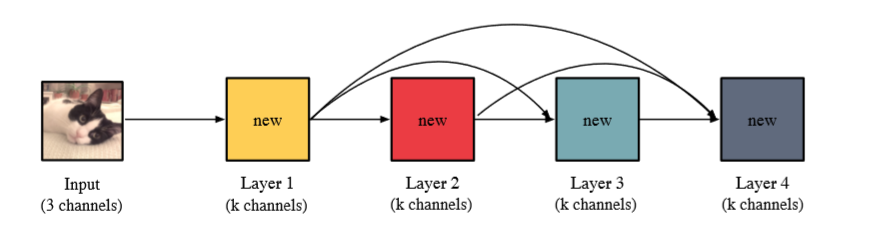 new
new
new
new
Input
(3 channels)
Layer 1
(k channels)
Layer 2
(k channels)
Layer 3
(k channels)
Layer 4
(k channels)